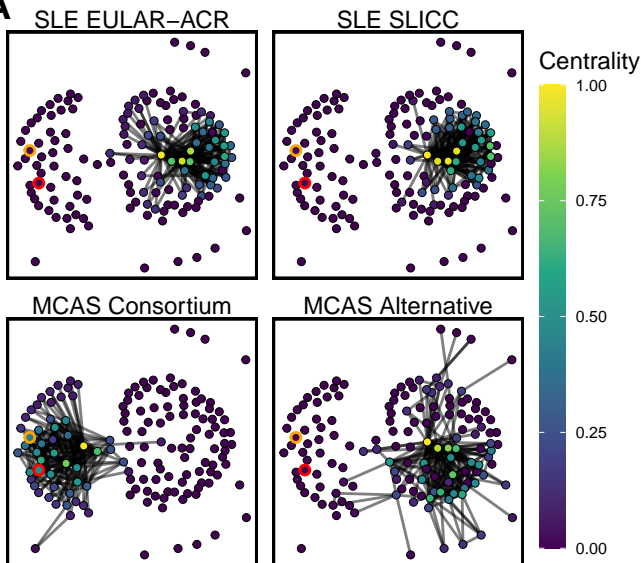 A
SLE EULAR−ACR
SLE SLICC
MCAS Consortium
MCAS Alternative
Centrality
1.00
0.75
0.50
0.25
0.00